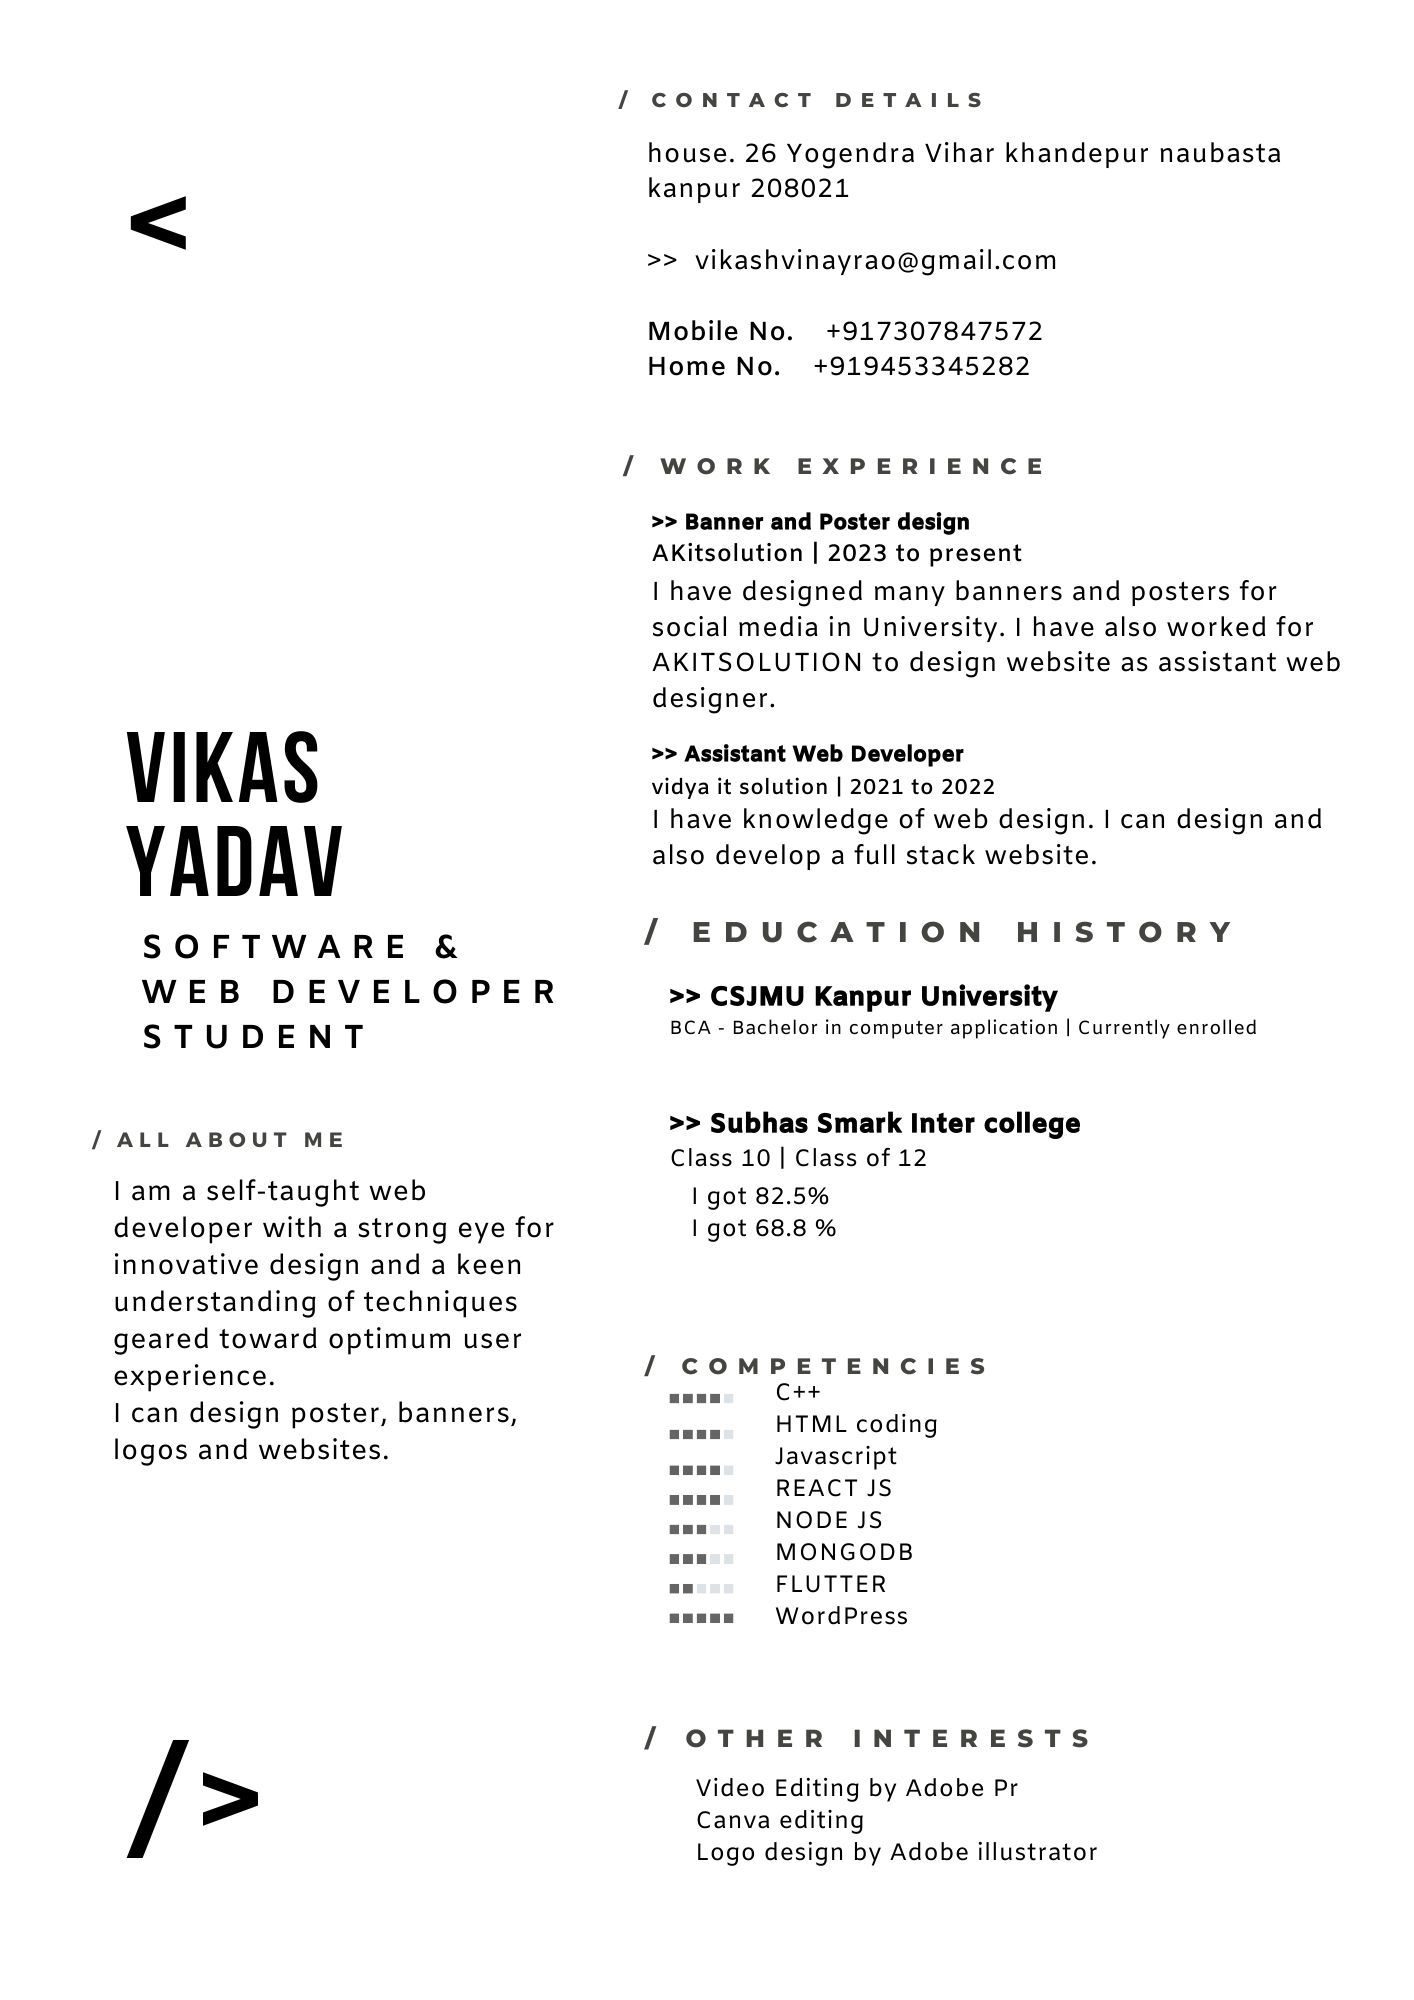 <
VIKAS
YADAV
SOFTWARE &
WEB DEVELOPER
STUDENT
/ ALL ABOUT ME
I am a self-taught web
developer with a strong eye for
innovative design and a keen
understanding of techniques
geared toward optimum user
experience.
I can design poster, banners,
logos and websites.
/>
/ CONTACT DETAILS
house. 26 Yogendra Vihar khandepur naubasta
kanpur 208021
>> vikashvinayrao@gmail.com
Mobile No. +917307847572
Home No. +919453345282
/ WORK EXPERIENCE
>> Banner and Poster design
AKitsolution | 2023 to present
I have designed many banners and posters for
social media in University. I have also worked for
AKITSOLUTION to design website as assistant web
designer.
>> Assistant Web Developer
vidya it solution | 2021 to 2022
I have knowledge of web design. I can design and
also develop a full stack website.
/ EDUCATION HISTORY
>> CSJMU Kanpur University
BCA - Bachelor in computer application | Currently enrolled
>> Subhas Smark Inter college
Class 10 | Class of 12
I got 82.5%
I got 68.8 %
/ COMPETENCIES
C++
HTML coding
Javascript
REACT JS
NODE JS
MONGODB
FLUTTER
WordPress
/ OTHER INTERESTS
Video Editing by Adobe Pr
Canva editing
Logo design by Adobe illustrator